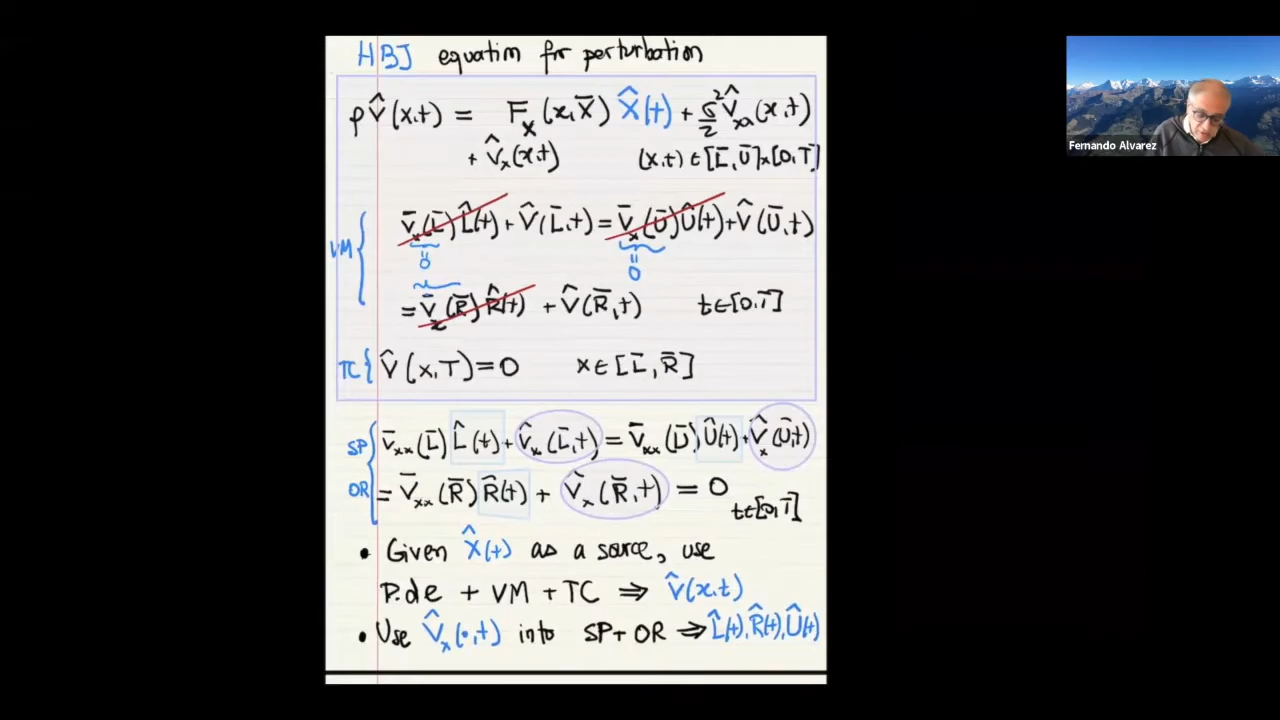 HBJ equation for perturbation
ρV̂(x,t) = F_X(x,X̄) X̂(t) + σ²/2 V̂_xx(x,t)
+ V̂_x(x,t) (x,t) ∈ [L̄,Ū]×[0,T]
VM { V̄_x(L̄) L̂(t) + V̂(L̄,t) = V̄_x(Ū) Û(t) + V̂(Ū,t)
= 0 = 0
= V̄_x(R̄) R̂(t) + V̂(R̄,t) t∈[0,T]
TC { V̂(x,T) = 0 x∈[L̄,R̄]
SP { V̄_xx(L̄) L̂(t) + V̂_x(L̄,t) = V̄_xx(Ū) Û(t) + V̂_x(Ū,t)
OR = V̄_xx(R̄) R̂(t) + V̂_x(R̄,t) = 0
t∈[0,T]
• Given X̂(t) as a source, use
P.de + VM + TC ⇒ V̂(x,t)
• Use V̂_x(•,t) into SP + OR ⇒ L̂(t), R̂(t), Û(t)
Fernando Alvarez